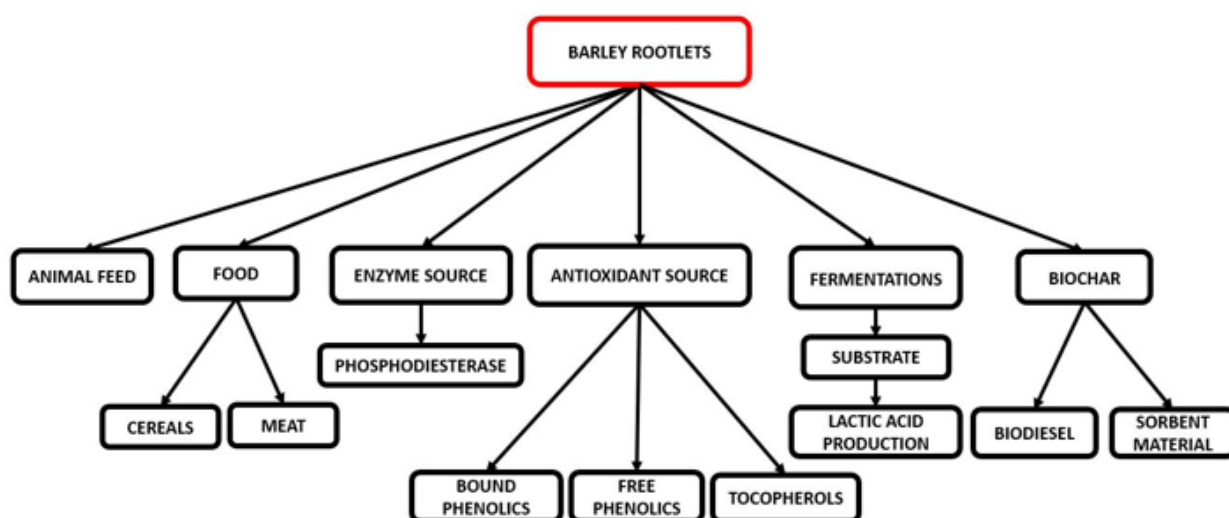 BARLEY ROOTLETS
ANIMAL FEED
FOOD
ENZYME SOURCE
ANTIOXIDANT SOURCE
FERMENTATIONS
BIOCHAR
PHOSPHODIESTERASE
SUBSTRATE
CEREALS
MEAT
LACTIC ACID
PRODUCTION
BIODIESEL
SORBENT
MATERIAL
BOUND
PHENOLICS
FREE
PHENOLICS
TOCOPHEROLS